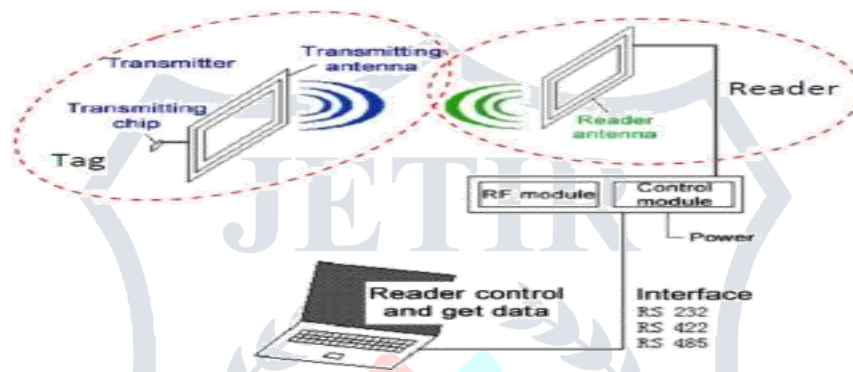 Transmitter
Transmitting
antenna
Transmitting
chip
Tag
Reader
Reader
antenna
RF module
Control
module
Power
JETIR
Reader control
and get data
Interface
RS 232
RS 422
RS 485